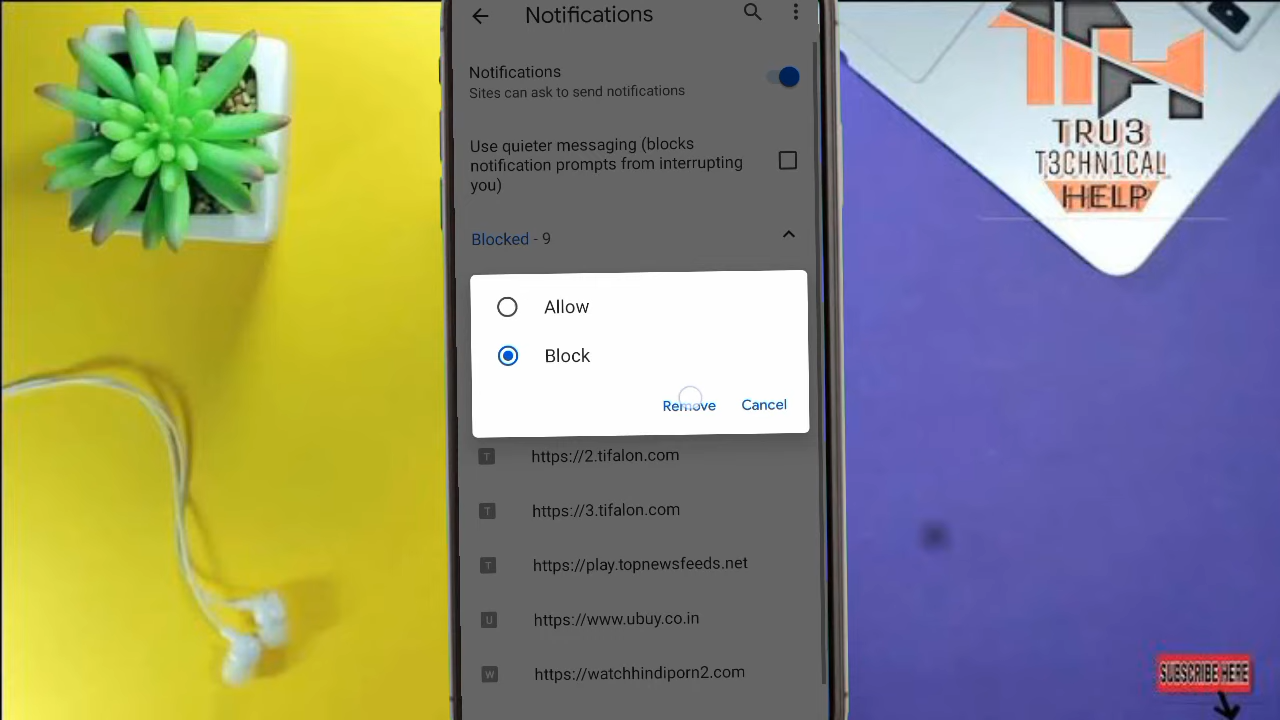 Notifications
Notifications
Sites can ask to send notifications
Use quieter messaging (blocks
notification prompts from interrupting
you)
Blocked - 9
Allow
Block
Remove
Cancel
T
https://2.tifalon.com
T
https://3.tifalon.com
T
https://play.topnewsfeeds.net
U
https://www.ubuy.co.in
W
https://watchhindiporn2.com
TH
TRU3
T3CHN1CAL
HELP
SUBSCRIBE HERE